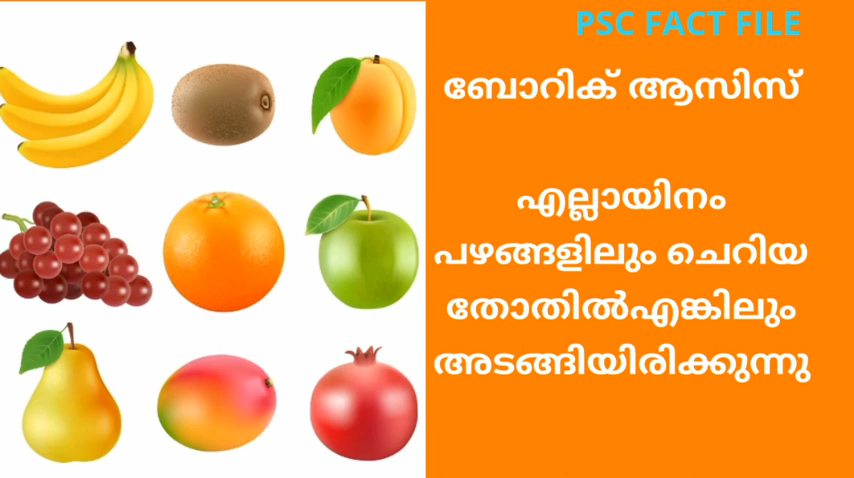 PSC FACT FILE
ബോറിക് ആസിസ്
എല്ലായിനം
പഴങ്ങളിലും ചെറിയ
തോതിൽഎങ്കിലും
അടങ്ങിയിരിക്കുന്നു